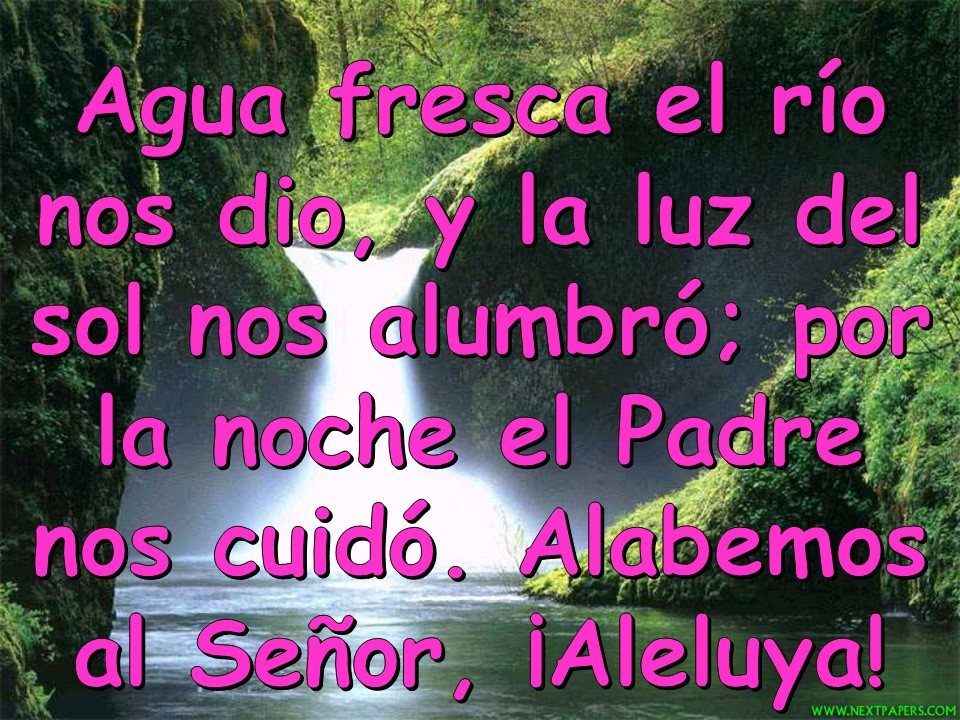 Agua fresca el río
nos dio, y la luz del
sol nos alumbró; por
la noche el Padre
nos cuidó. Alabemos
al Señor, ¡Aleluya!
WWW.NEXTPAPERS.COM